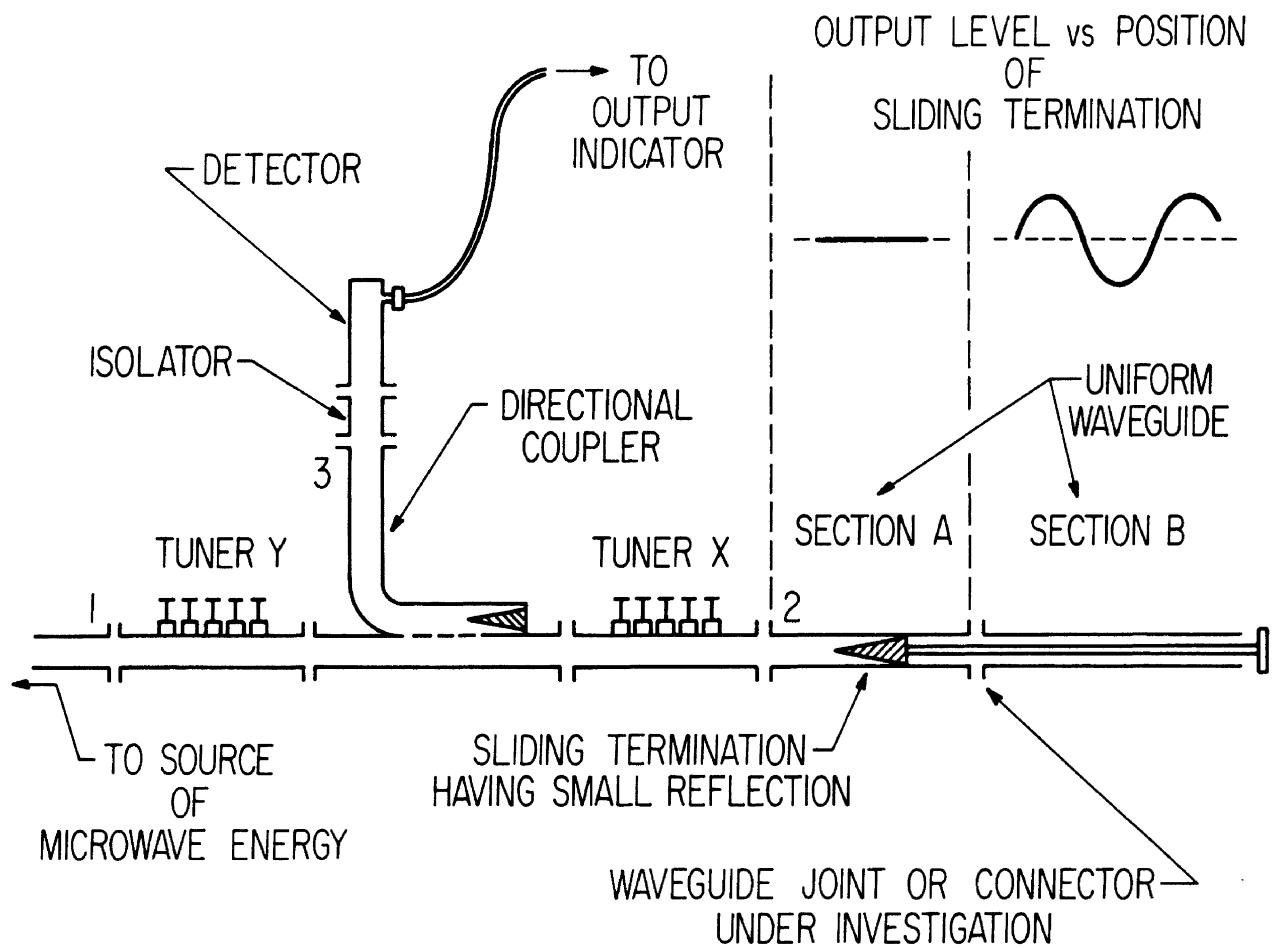 OUTPUT LEVEL vs POSITION
OF
SLIDING TERMINATION
TO
OUTPUT
INDICATOR
DETECTOR
ISOLATOR
DIRECTIONAL
COUPLER
UNIFORM
WAVEGUIDE
3
SECTION A
SECTION B
TUNER Y
TUNER X
1
2
TO SOURCE
OF
MICROWAVE ENERGY
SLIDING TERMINATION
HAVING SMALL REFLECTION
WAVEGUIDE JOINT OR CONNECTOR
UNDER INVESTIGATION